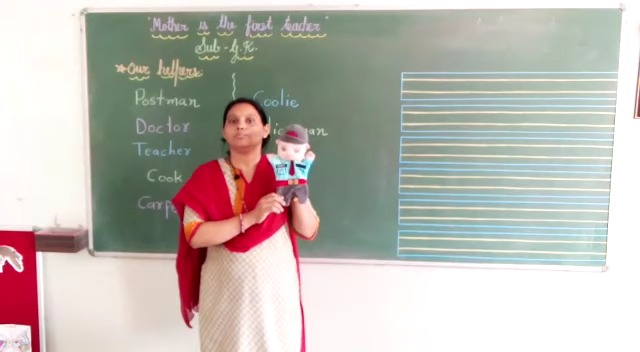 "Mother is the first teacher"
Sub - G.K.
Our helpers
Postman
Coolie
Doctor
Teacher
Cook